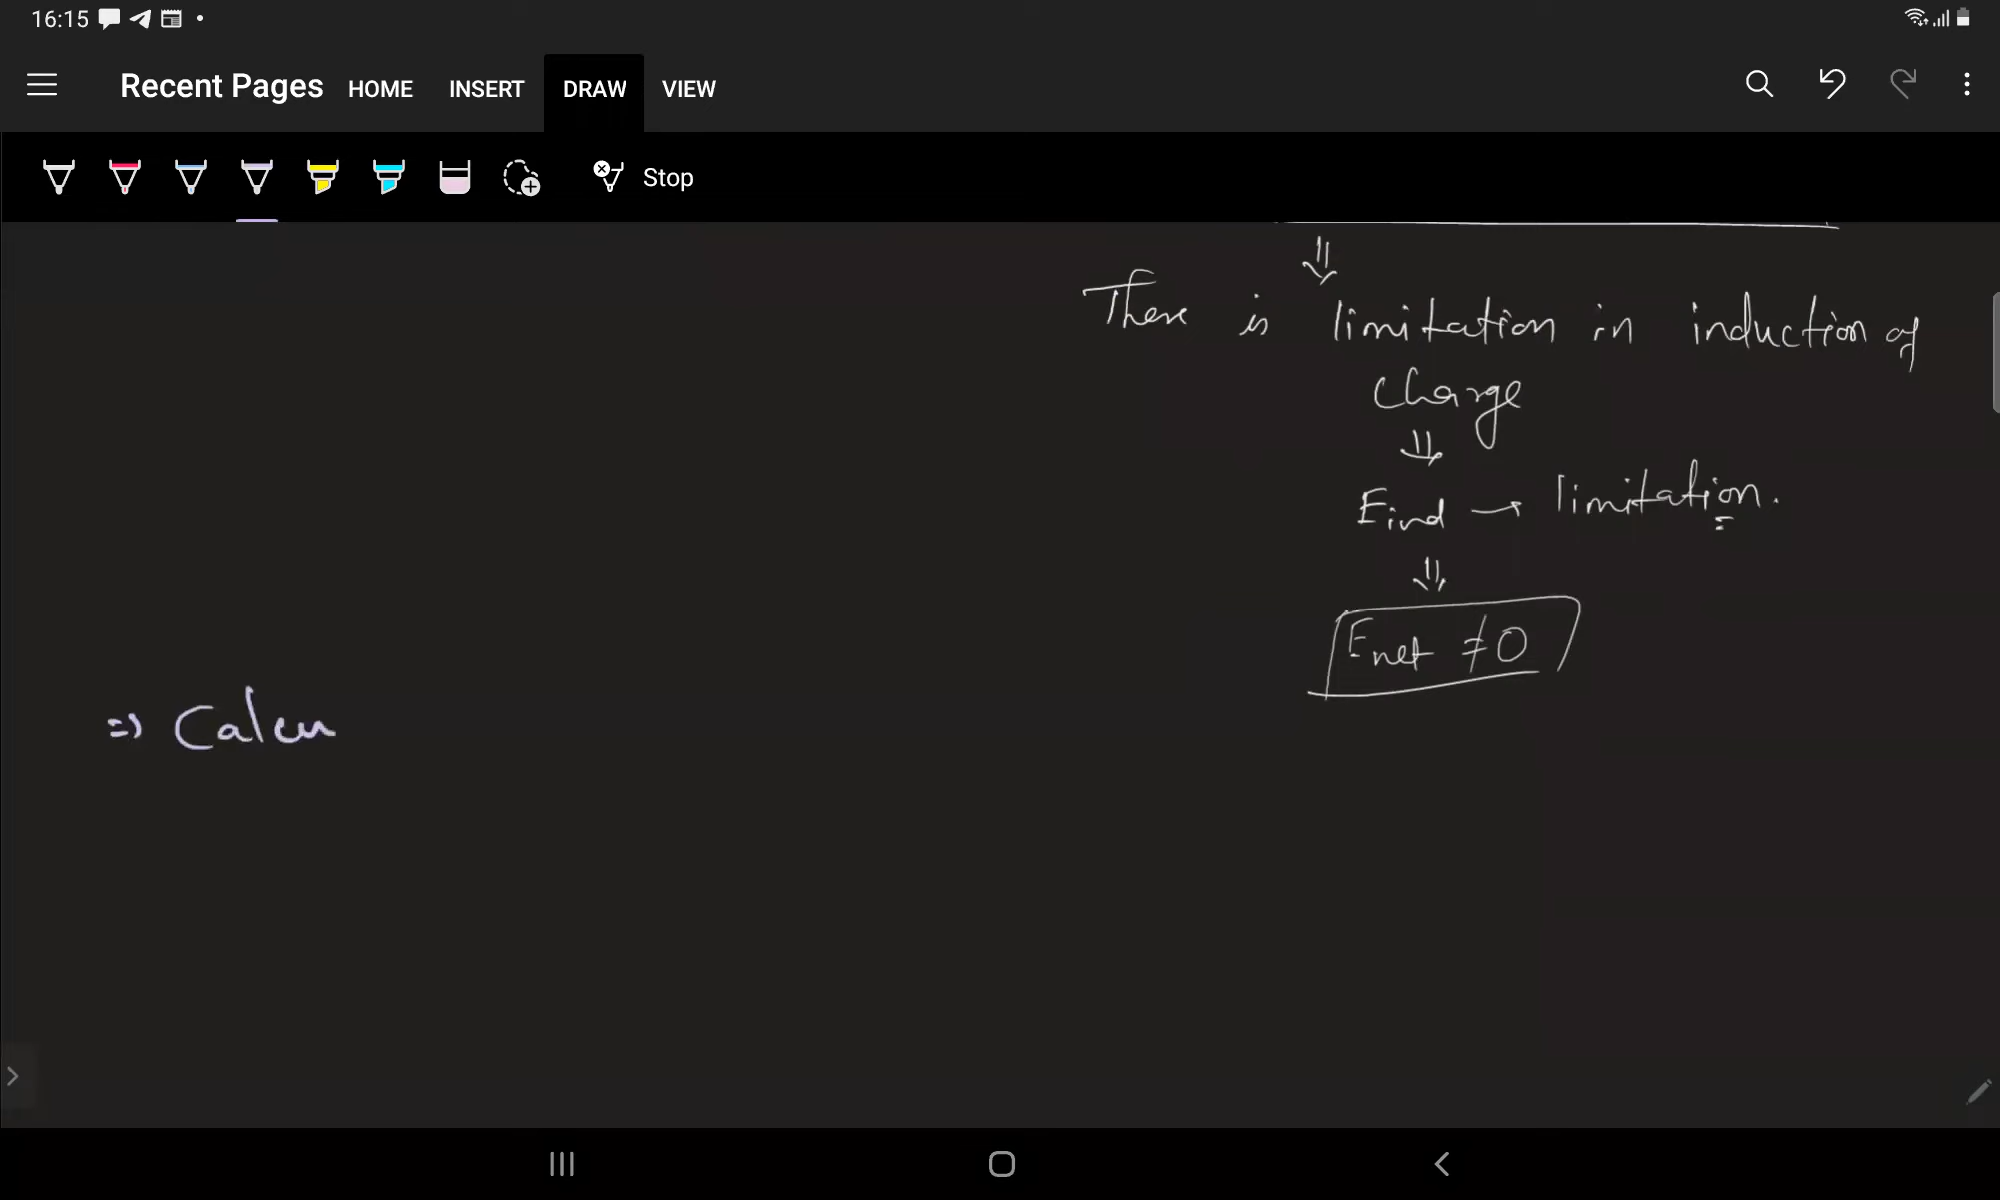 16:15
Recent Pages HOME INSERT DRAW VIEW
Stop
There is limitation in induction of
Charge
Eind → limitation.
Enet ≠ 0
=> Calcu